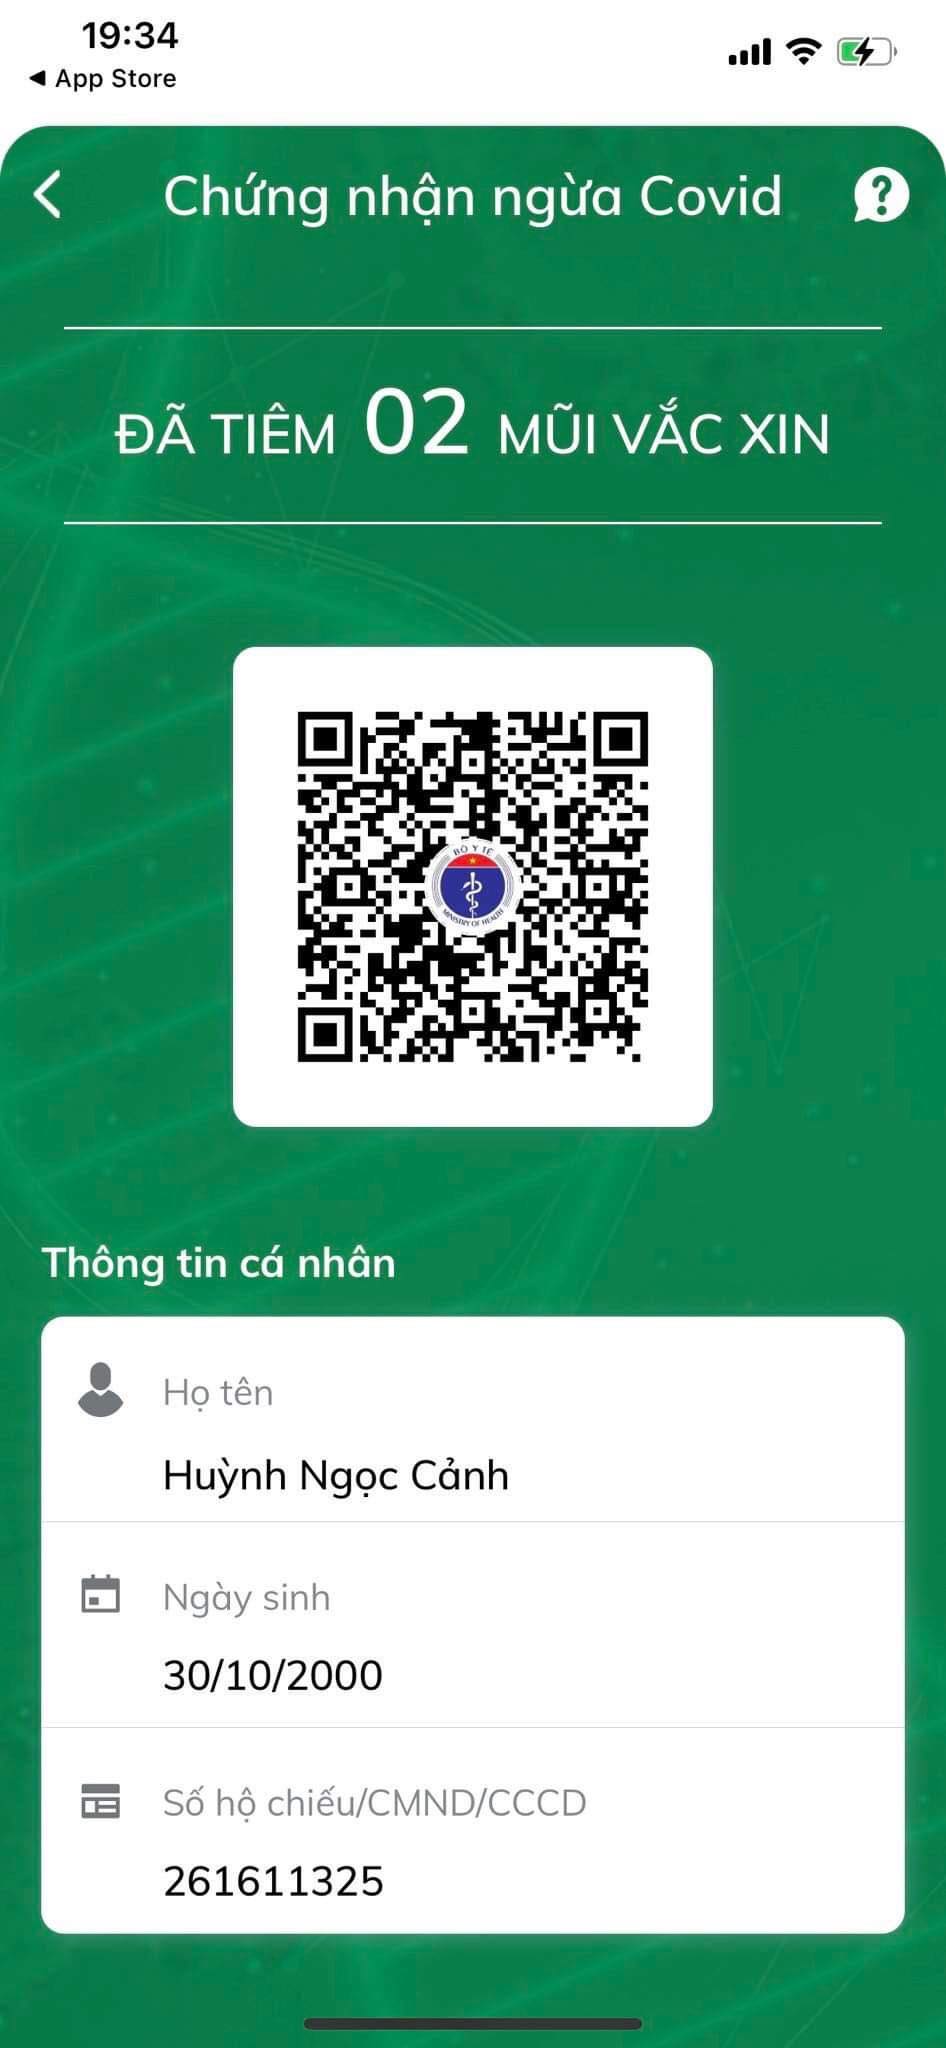 19:34
◀ App Store
Chứng nhận ngừa Covid
ĐÃ TIÊM 02 MŨI VẮC XIN
BỘ Y TẾ
MINISTRY OF HEALTH
Thông tin cá nhân
Họ tên
Huỳnh Ngọc Cảnh
Ngày sinh
30/10/2000
Số hộ chiếu/CMND/CCCD
261611325